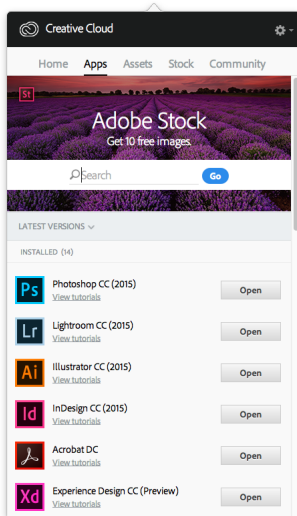 Creative Cloud
Home Apps Assets Stock Community
St
Adobe Stock
Get 10 free images.
Search Go
LATEST VERSIONS
INSTALLED (14)
Ps Photoshop CC (2015) Open
View tutorials
Lr Lightroom CC (2015) Open
View tutorials
Ai Illustrator CC (2015) Open
View tutorials
Id InDesign CC (2015) Open
View tutorials
Acrobat DC Open
View tutorials
Xd Experience Design CC (Preview) Open
View tutorials